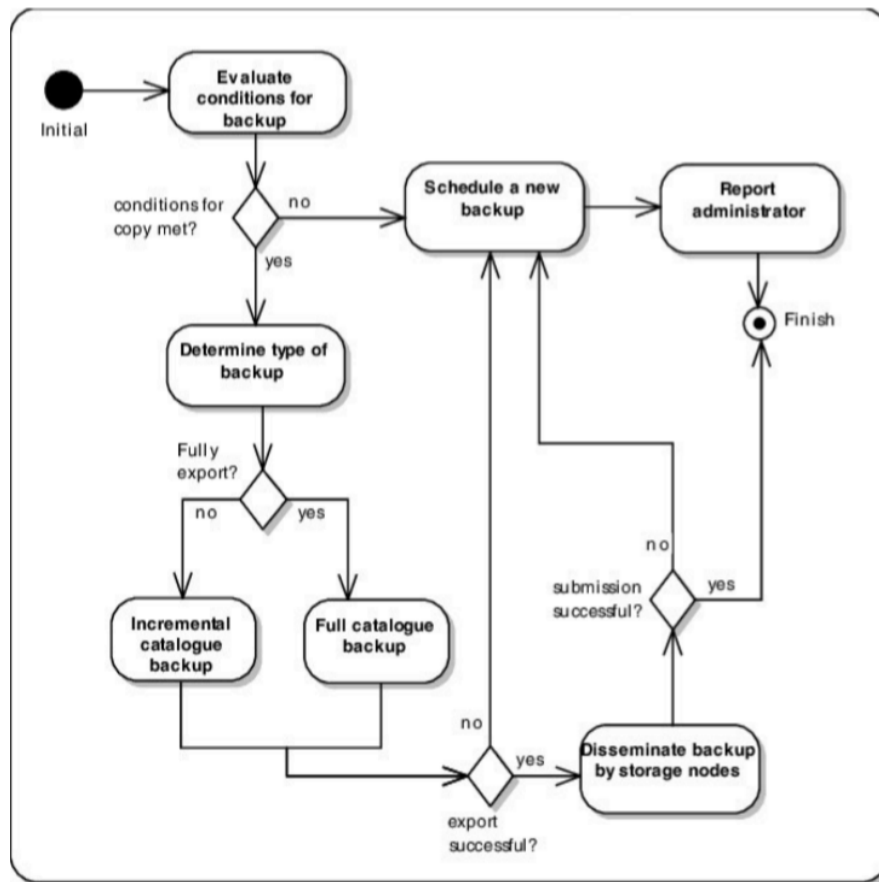 Evaluate
conditions for
backup
Initial
conditions for
copy met?
no
yes
Schedule a new
backup
Report
administrator
Finish
Determine type of
backup
Fully
export?
no
yes
Incremental
catalogue
backup
Full catalogue
backup
no
submission
successful?
yes
no
yes
export
successful?
Disseminate backup
by storage nodes